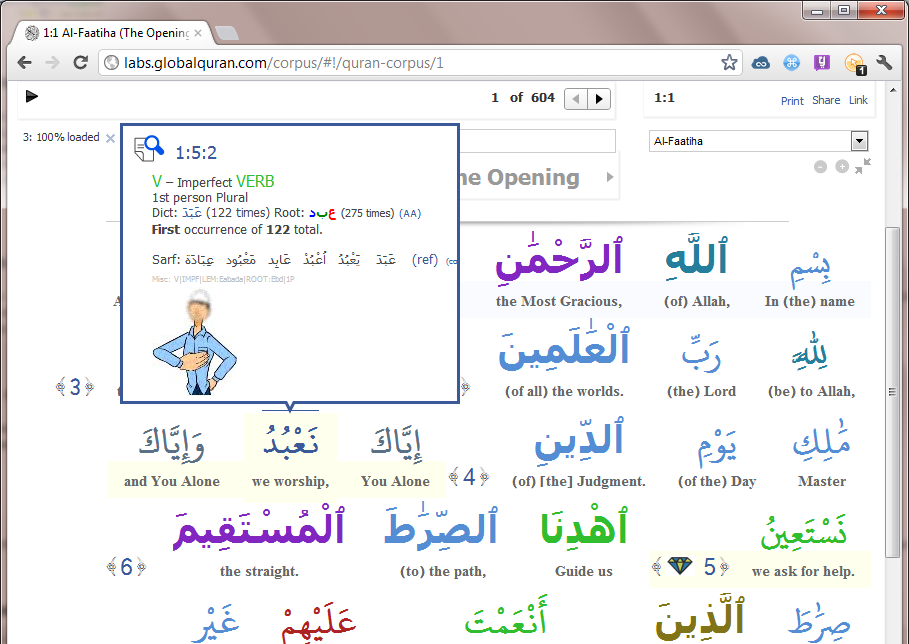 1:1 Al-Faatiha (The Opening
labs.globalquran.com/corpus/#!/quran-corpus/1
1
1 of 604
1:1
Print Share Link
3: 100% loaded
Al-Faatiha
he Opening
1:5:2
V – Imperfect VERB
1st person Plural
Dict: عَبَدَ (122 times) Root: عبد (275 times) (AA)
First occurrence of 122 total.
Sarf: عَبَدَ يَعْبُدُ اُعْبُدْ عَابِد مَعْبُود عِبَادَة (ref)
Misc: V|IMPF|LEM:Eabada|ROOT:Ebd|1P
بِسْمِ ٱللَّهِ ٱلرَّحْمَٰنِ
the Most Gracious, (of) Allah, In (the) name
لِلَّهِ رَبِّ ٱلْعَٰلَمِينَ
3 (of all) the worlds. (the) Lord (be) to Allah,
مَٰلِكِ يَوْمِ ٱلدِّينِ إِيَّاكَ نَعْبُدُ وَإِيَّاكَ
and You Alone we worship, You Alone 4 (of) [the] Judgment. (of the) Day Master
نَسْتَعِينُ ٱهْدِنَا ٱلصِّرَٰطَ ٱلْمُسْتَقِيمَ
6 the straight. (to) the path, Guide us 5 we ask for help.
صِرَٰطَ ٱلَّذِينَ أَنْعَمْتَ عَلَيْهِمْ غَيْرِ